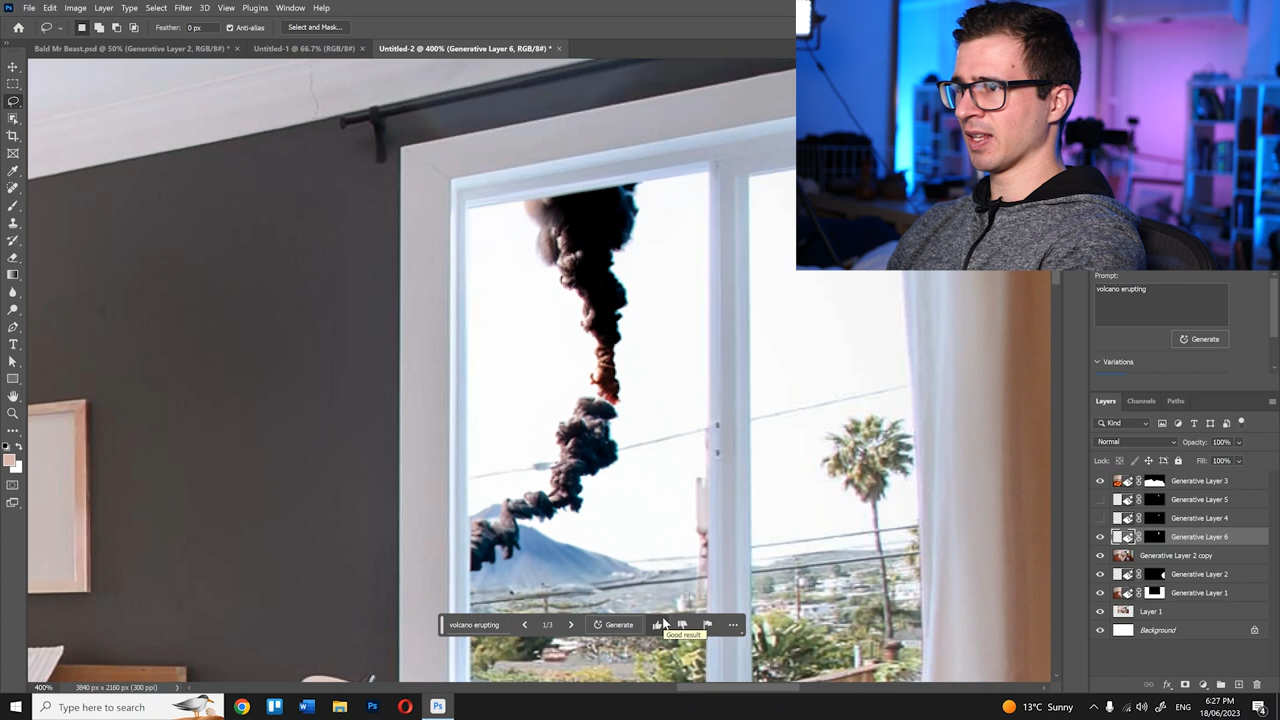 Ps File Edit Image Layer Type Select Filter 3D View Plugins Window Help
Feather: 0 px Anti-alias Select and Mask...
Bald Mr Beast.psd @ 50% (Generative Layer 2, RGB/8#) * × Untitled-1 @ 66.7% (RGB/8#) × Untitled-2 @ 400% (Generative Layer 6, RGB/8#) * ×
Prompt:
volcano erupting
Generate
Variations
Layers Channels Paths
Kind
Normal Opacity: 100%
Lock: Fill: 100%
Generative Layer 3
Generative Layer 5
Generative Layer 4
Generative Layer 6
Generative Layer 2 copy
Generative Layer 2
Generative Layer 1
Layer 1
Background
volcano erupting 1/3 Generate
Good result
400% 3840 px x 2160 px (300 ppi)
Type here to search
W Ps Ps
13°C Sunny ENG 6:27 PM
18/06/2023 4